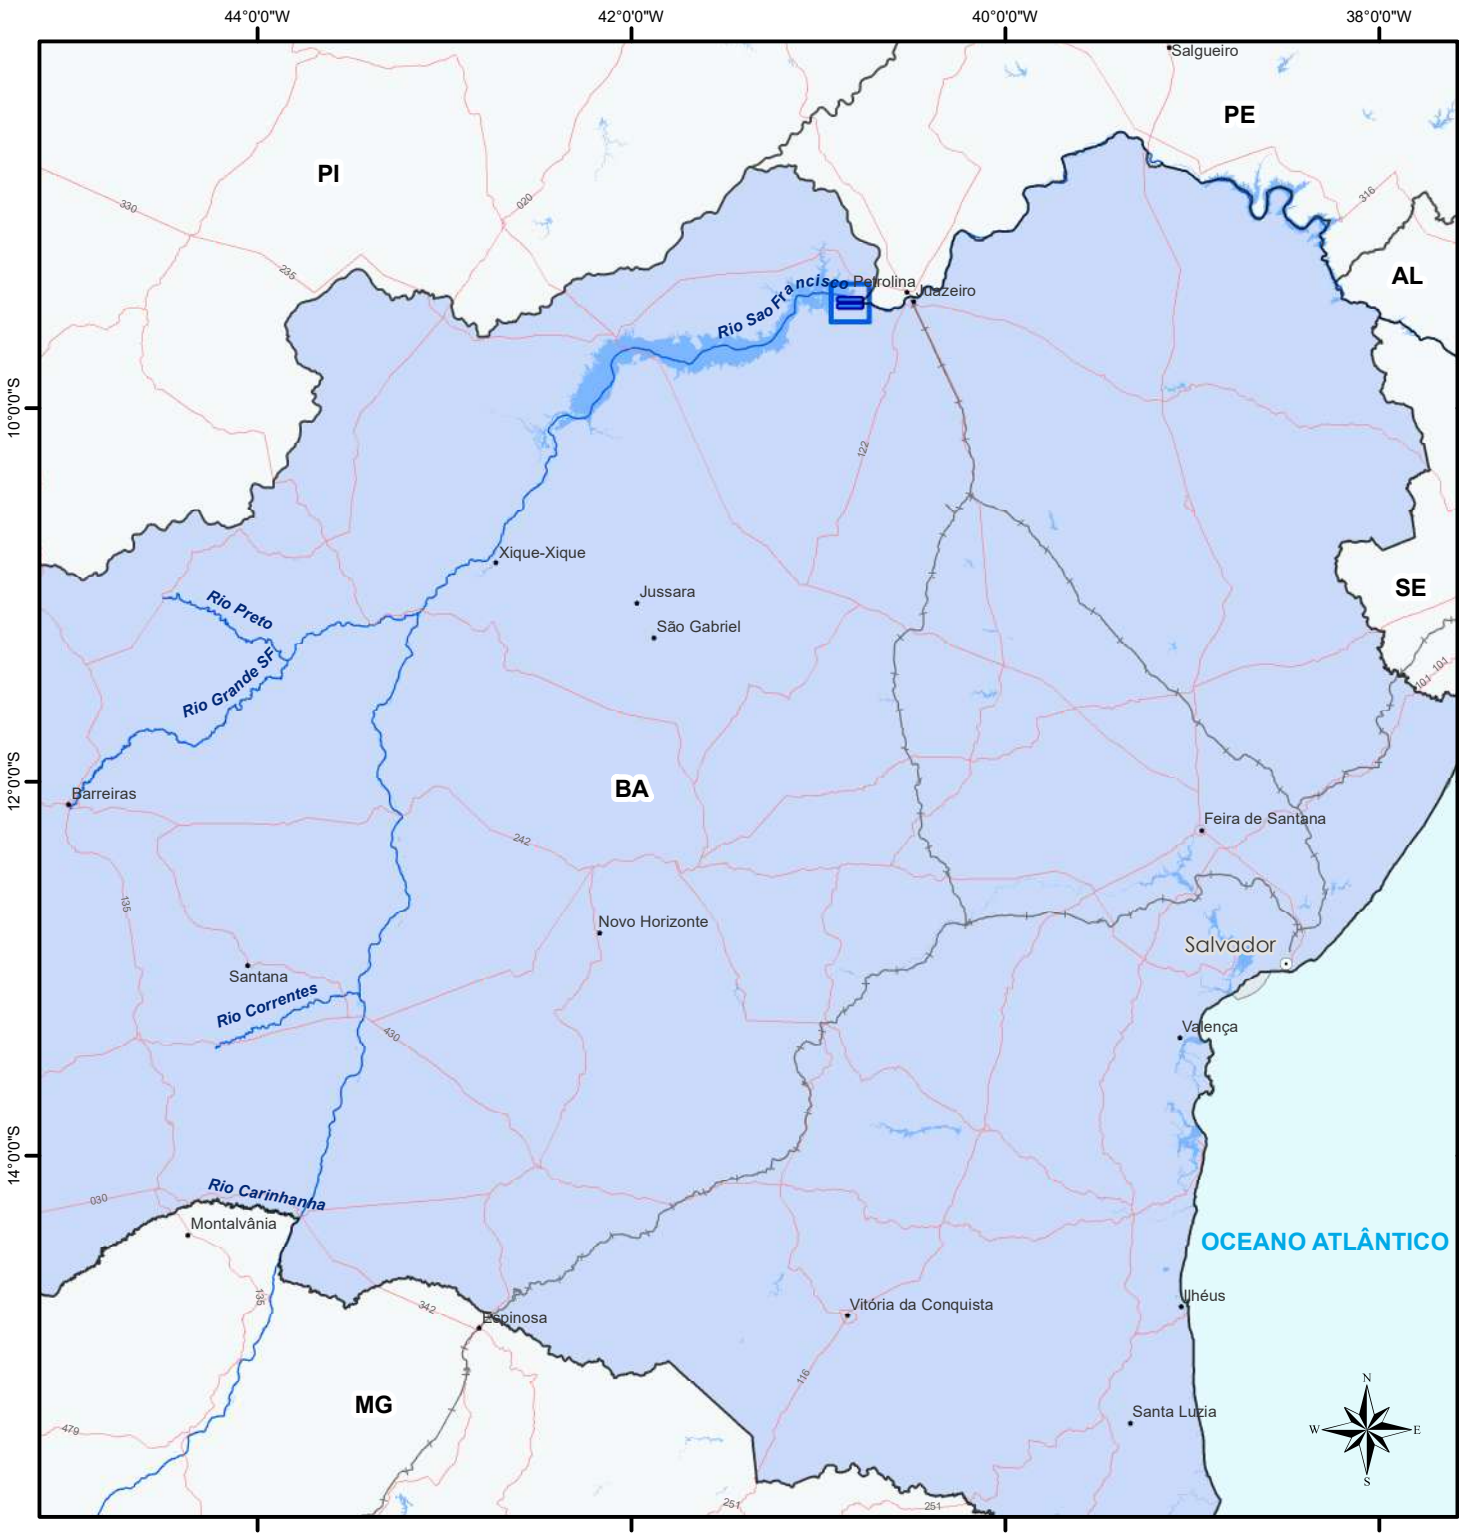 44°0'0"W
42°0'0"W
40°0'0"W
38°0'0"W
Salgueiro
PE
PI
330
020
316
235
AL
Rio Sao Francisco
Petrolina
Juazeiro
10°0'0"S
122
Xique-Xique
Jussara
São Gabriel
SE
Rio Preto
Rio Grande SF
101
101
12°0'0"S
Barreiras
BA
Feira de Santana
242
135
Novo Horizonte
Salvador
Santana
Rio Correntes
430
Valença
14°0'0"S
030
Rio Carinhanha
Montalvânia
OCEANO ATLÂNTICO
135
342
Espinosa
Vitória da Conquista
Ilhéus
116
MG
Santa Luzia
479
N
W
E
S
251
251